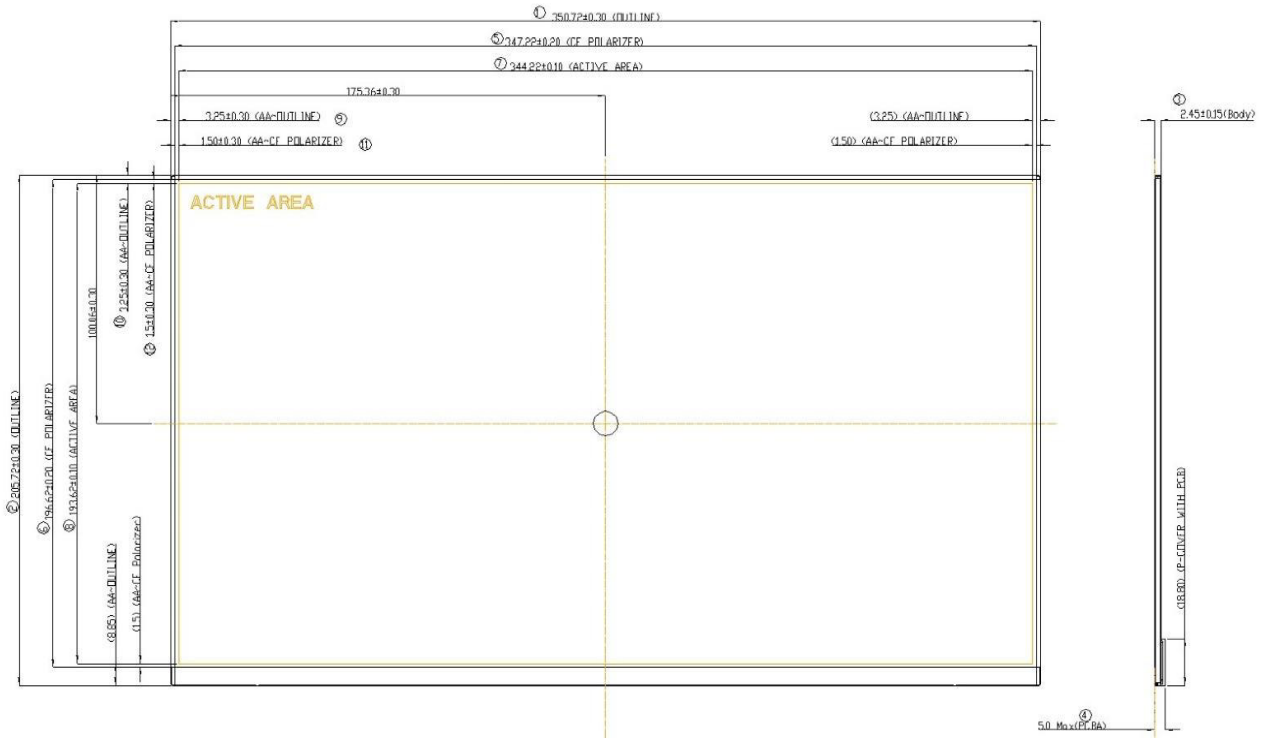 ① 350.72±0.30 (OUTLINE)
⑤ 347.22±0.20 (CF POLARIZER)
⑦ 344.22±0.10 (ACTIVE AREA)
175.36±0.30
3.25±0.30 (AA-OUTLINE) ⑨
(3.25) (AA-OUTLINE)
1.50±0.30 (AA-CF POLARIZER) ⑪
(1.50) (AA-CF POLARIZER)
③
2.45±0.15(Body)
ACTIVE AREA
② 205.72±0.30 (OUTLINE)
⑥ 196.62±0.20 (CF POLARIZER)
⑧ 193.62±0.10 (ACTIVE AREA)
100.06±0.30
⑩ 3.25±0.30 (AA-OUTLINE)
⑫ 1.5±0.30 (AA-CF POLARIZER)
(8.85) (AA-OUTLINE)
(1.5) (AA-CF Polarizer)
(18.80) (P-COVER WITH PCB)
④
5.0 Max(PCBA)